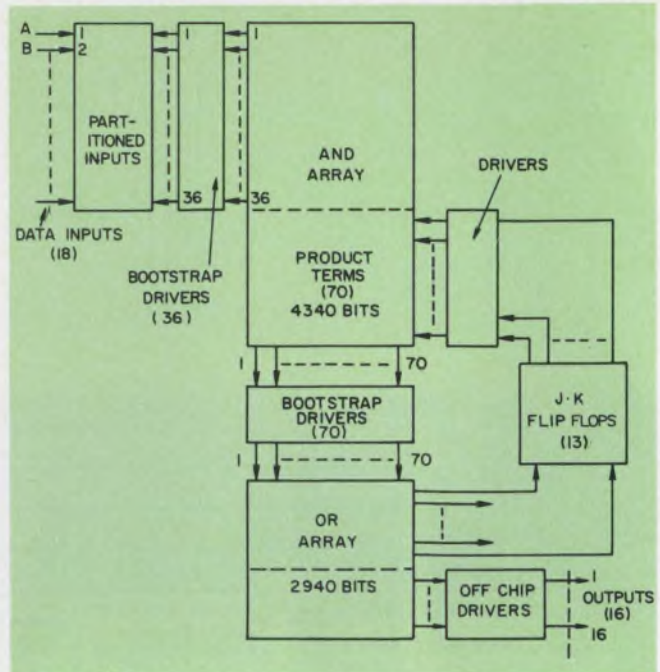 A
B
1
2
1
36
1
36
PART-
ITIONED
INPUTS
DATA INPUTS
(18)
BOOTSTRAP
DRIVERS
(36)
AND
ARRAY
PRODUCT
TERMS
(70)
4340 BITS
DRIVERS
J·K
FLIP FLOPS
(13)
1
70
BOOTSTRAP
DRIVERS
(70)
1
70
OR
ARRAY
2940 BITS
OFF CHIP
DRIVERS
1
OUTPUTS
(16)
16